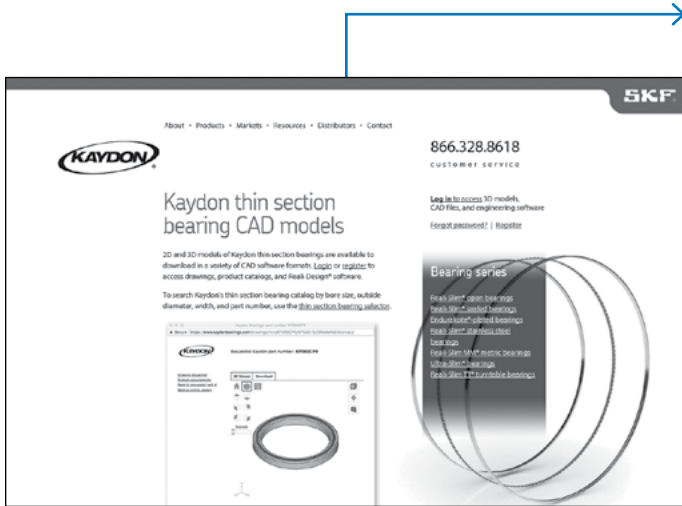 SKF
About • Products • Markets • Resources • Distributors • Contact
KAYDON
866.328.8618
customer service
Kaydon thin section
bearing CAD models
Log in to access 3D models,
CAD files, and engineering software
Forgot password? | Register
2D and 3D models of Kaydon thin section bearings are available to
download in a variety of CAD software formats. Login or register to
access drawings, product catalogs, and Reali-Design® software.
To search Kaydon's thin section bearing catalog by bore size, outside
diameter, width, and part number, use the thin section bearing selector.
Bearing series
Reali-Slim® open bearings
Reali-Slim® sealed bearings
Endurakote®-plated bearings
Reali-Slim® stainless steel
bearings
Reali-Slim MM® metric bearings
Ultra-Slim® bearings
Reali-Slim TT® turntable bearings
KAYDON
Kaydon part number:
Download